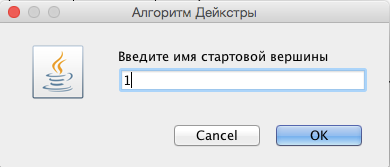 Алгоритм Дейкстры
Введите имя стартовой вершины
1
Cancel
OK